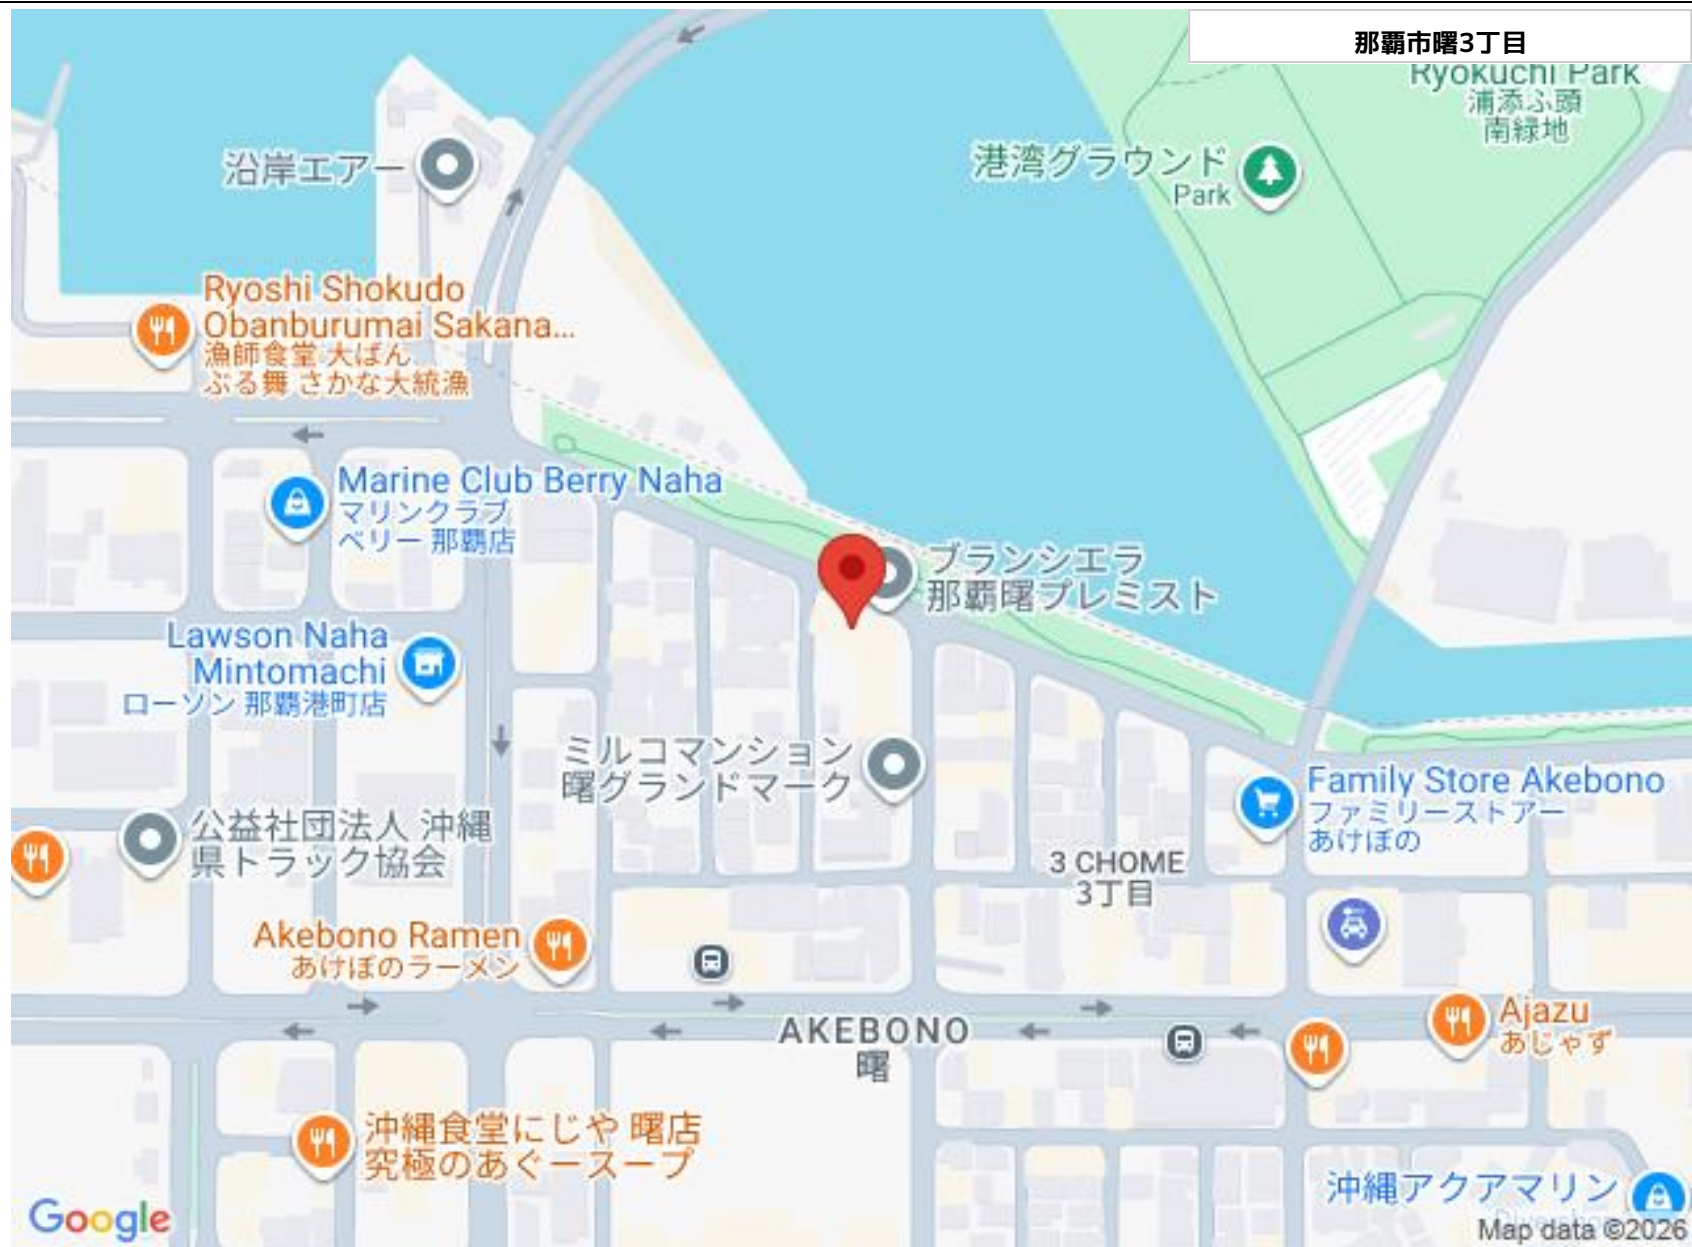 那覇市曙3丁目
Ryokuchi Park
浦添ふ頭
南緑地
沿岸エアー
港湾グラウンド
Park
Ryoshi Shokudo
Obanburumai Sakana...
漁師食堂 大ばん
ぶる舞 さかな大統漁
Marine Club Berry Naha
マリンクラブ
ベリー 那覇店
ブランシエラ
那覇曙プレミスト
Lawson Naha
Mintomachi
ローソン 那覇港町店
ミルコマンション
曙グランドマーク
Family Store Akebono
ファミリーストアー
あけぼの
公益社団法人 沖縄
県トラック協会
3 CHOME
3丁目
Akebono Ramen
あけぼのラーメン
Ajazu
あじゃず
AKEBONO
曙
沖縄食堂にじや 曙店
究極のあぐースープ
沖縄アクアマリン
Google
Map data ©2026